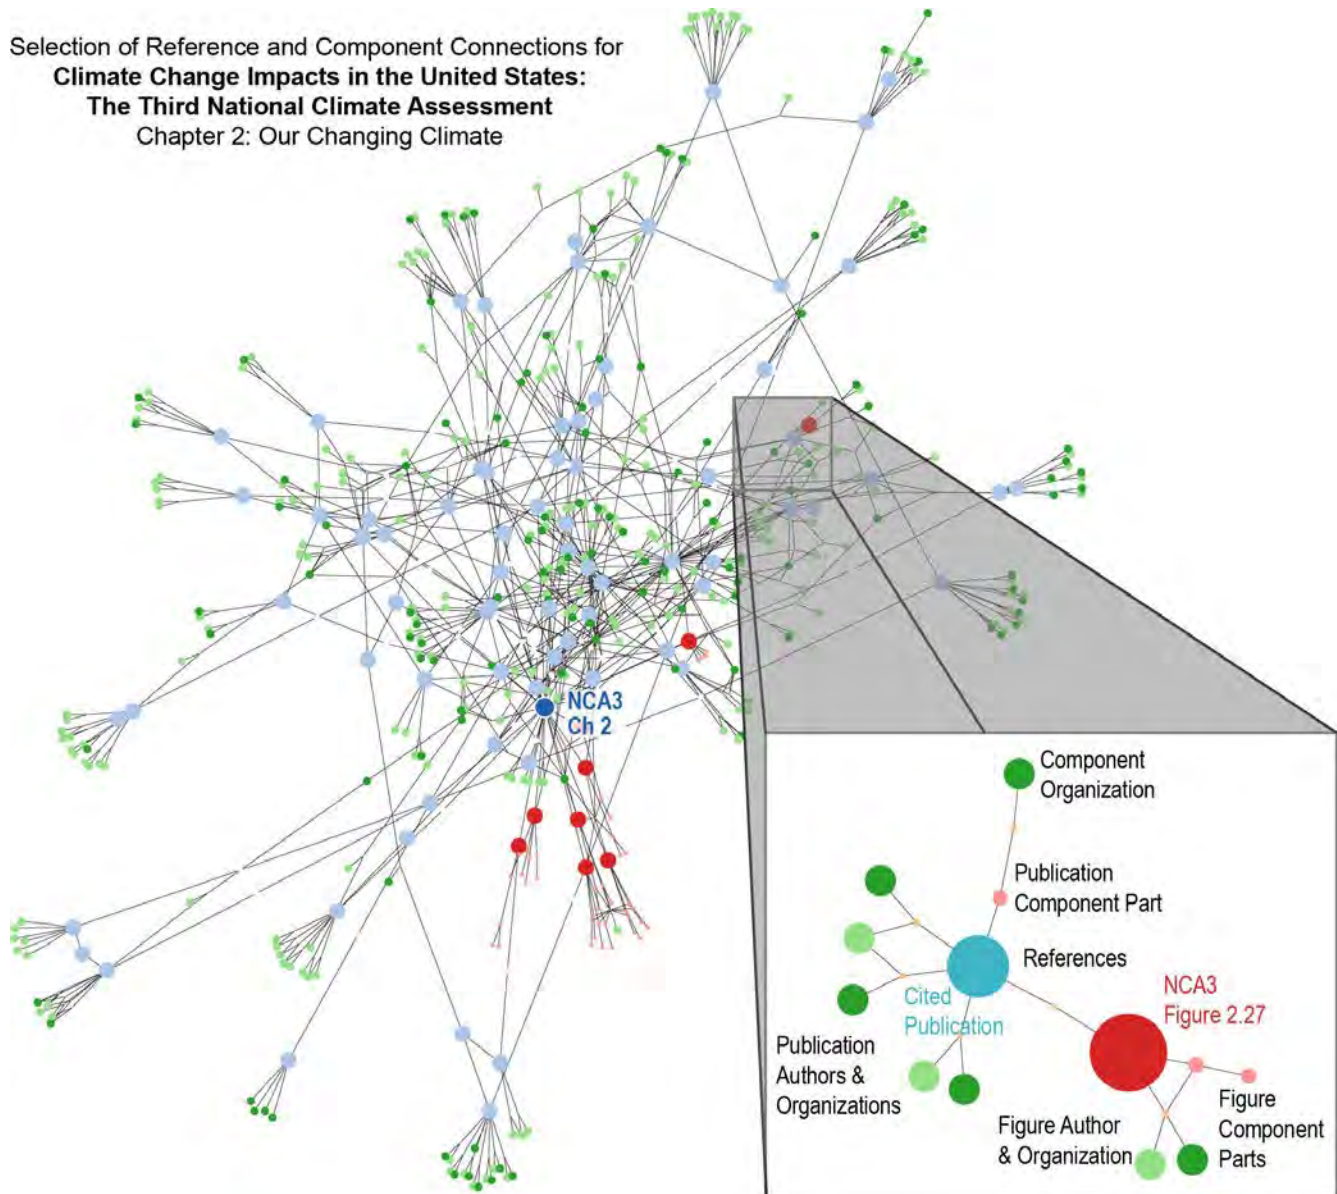 Selection of Reference and Component Connections for
Climate Change Impacts in the United States:
The Third National Climate Assessment
Chapter 2: Our Changing Climate
NCA3
Ch 2
Component
Organization
Publication
Component Part
References
Cited
Publication
NCA3
Figure 2.27
Publication
Authors &
Organizations
Figure Author
& Organization
Figure
Component
Parts